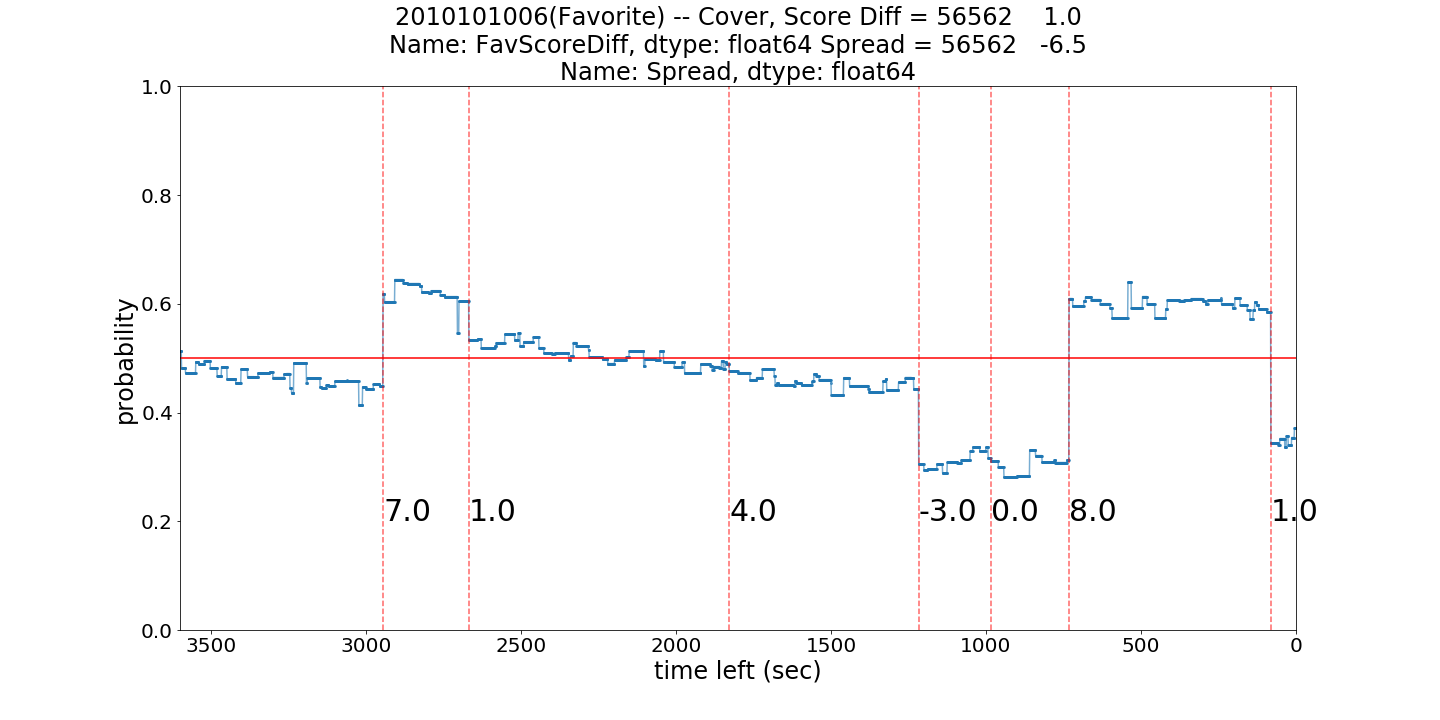 2010101006(Favorite) -- Cover, Score Diff = 56562    1.0
Name: FavScoreDiff, dtype: float64 Spread = 56562   -6.5
Name: Spread, dtype: float64
1.0
0.8
0.6
0.4
0.2
0.0
probability
7.0 1.0 4.0 -3.0 0.0 8.0 1.0
3500 3000 2500 2000 1500 1000 500 0
time left (sec)